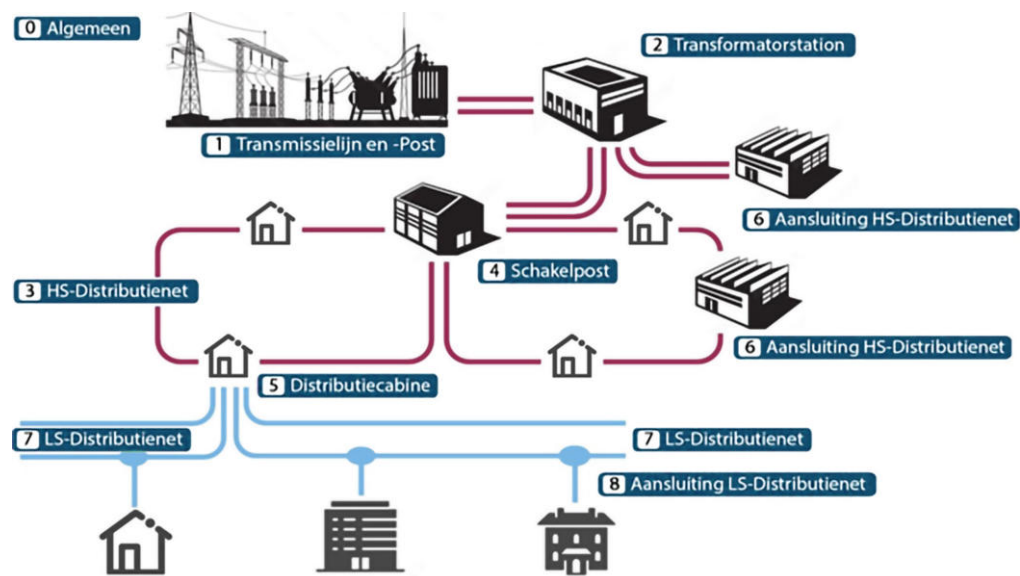 0 Algemeen
2 Transformatorstation
1 Transmissielijn en -Post
6 Aansluiting HS-Distributienet
4 Schakelpost
3 HS-Distributienet
6 Aansluiting HS-Distributienet
5 Distributiecabine
7 LS-Distributienet
7 LS-Distributienet
8 Aansluiting LS-Distributienet